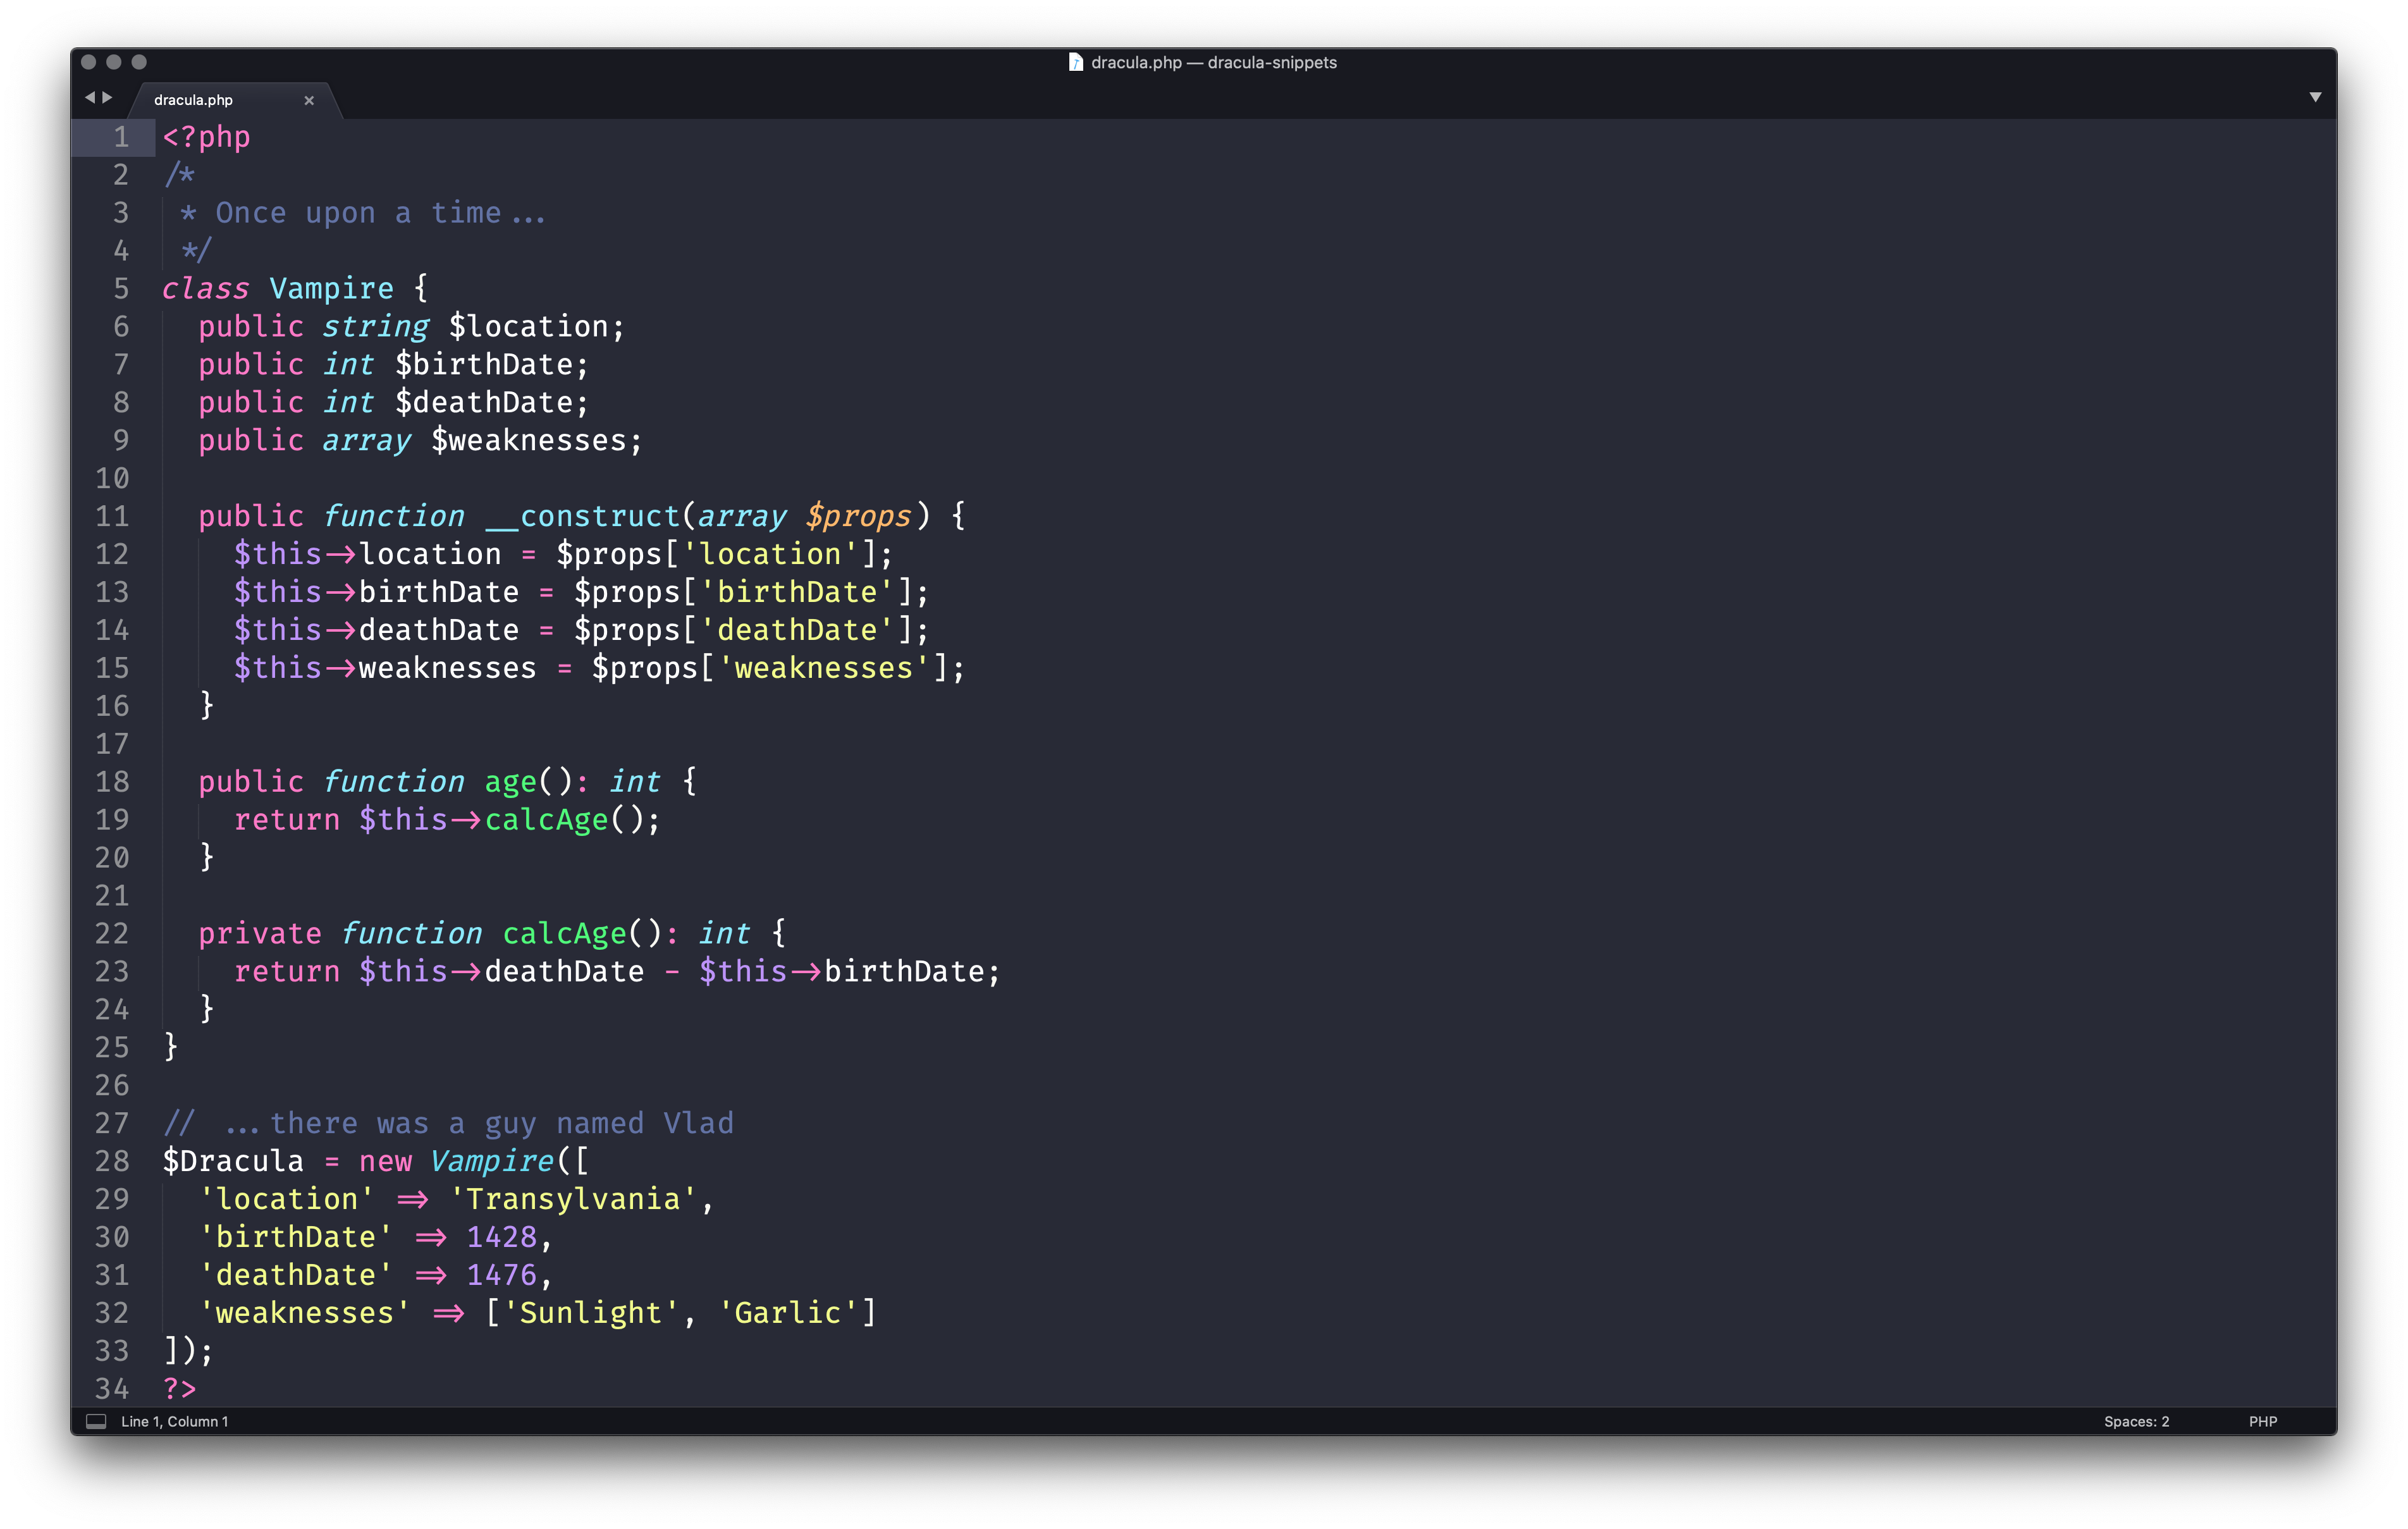 dracula.php — dracula-snippets
dracula.php ×
1 <?php
2 /*
3  * Once upon a time...
4  */
5 class Vampire {
6   public string $location;
7   public int $birthDate;
8   public int $deathDate;
9   public array $weaknesses;
10
11   public function __construct(array $props) {
12     $this->location = $props['location'];
13     $this->birthDate = $props['birthDate'];
14     $this->deathDate = $props['deathDate'];
15     $this->weaknesses = $props['weaknesses'];
16   }
17
18   public function age(): int {
19     return $this->calcAge();
20   }
21
22   private function calcAge(): int {
23     return $this->deathDate - $this->birthDate;
24   }
25 }
26
27 // ...there was a guy named Vlad
28 $Dracula = new Vampire([
29   'location' => 'Transylvania',
30   'birthDate' => 1428,
31   'deathDate' => 1476,
32   'weaknesses' => ['Sunlight', 'Garlic']
33 ]);
34 ?>
Line 1, Column 1 Spaces: 2 PHP